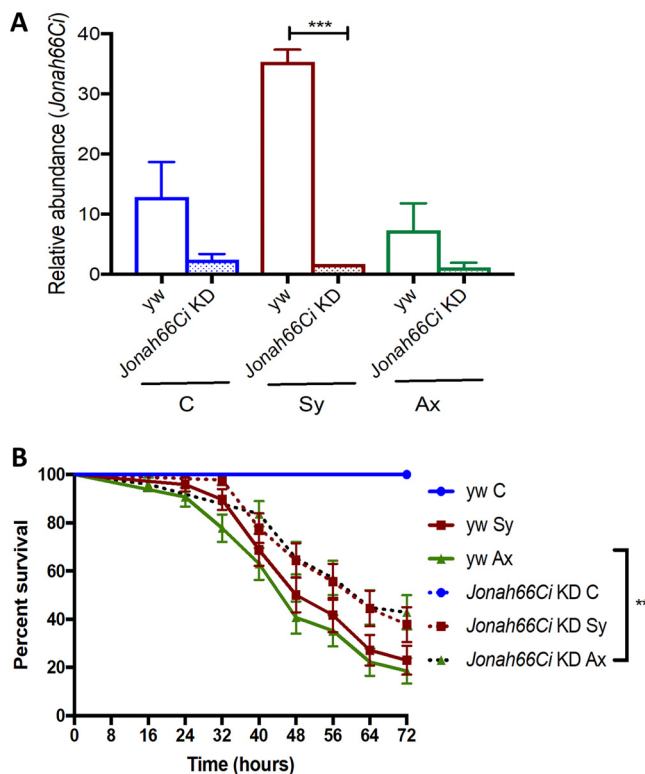 A
Relative abundance (Jonah66Ci)
40
30
20
10
0
***
yw
Jonah66Ci KD
yw
Jonah66Ci KD
yw
Jonah66Ci KD
C
Sy
Ax
B
Percent survival
100
80
60
40
20
0
0 8 16 24 32 40 48 56 64 72
Time (hours)
yw C
yw Sy
yw Ax
Jonah66Ci KD C
Jonah66Ci KD Sy
Jonah66Ci KD Ax